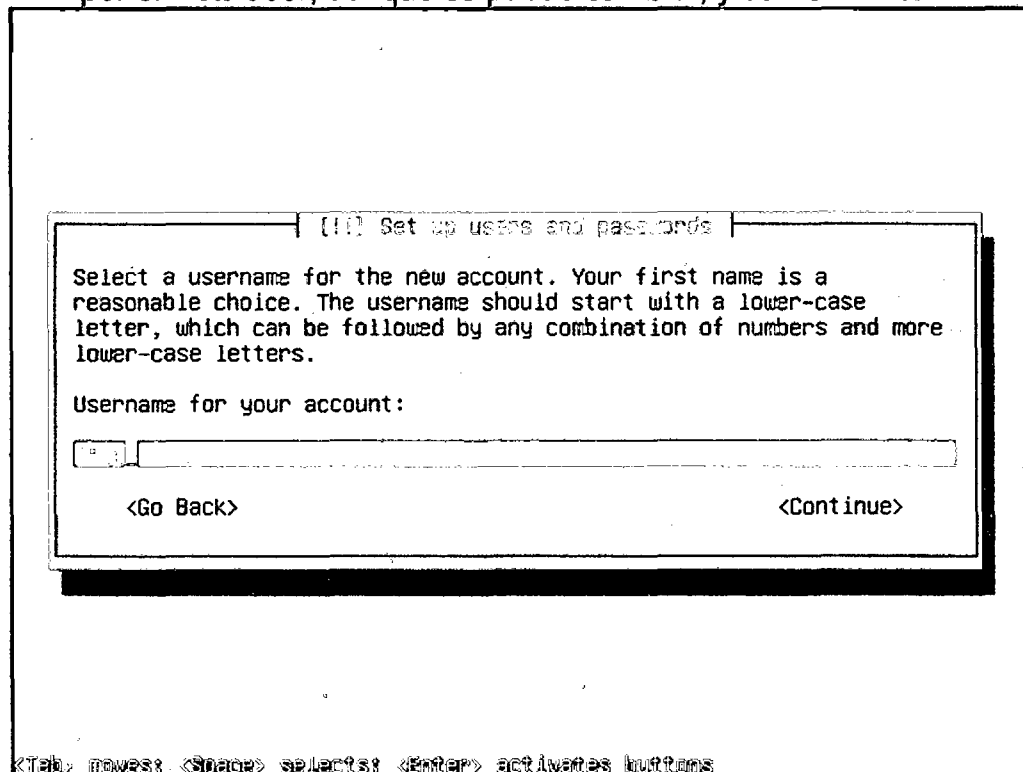 [!!] Set up users and passwords
Select a username for the new account. Your first name is a
reasonable choice. The username should start with a lower-case
letter, which can be followed by any combination of numbers and more
lower-case letters.
Username for your account:
<Go Back> <Continue>
<Tab> moves; <Space> selects; <Enter> activates buttons